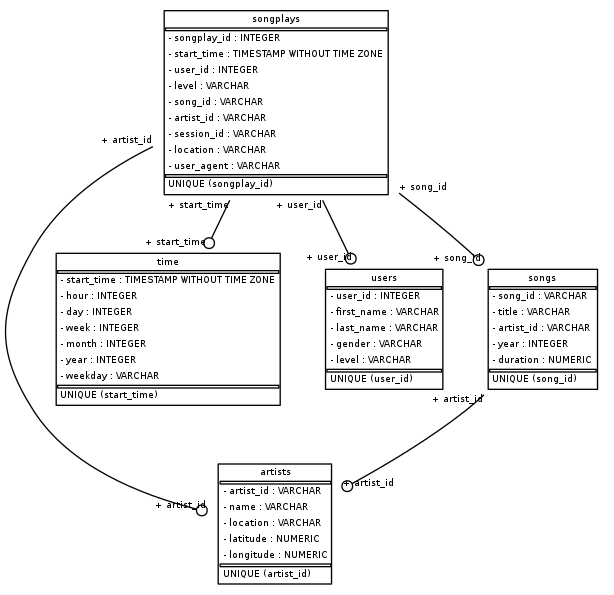 songplays
- songplay_id : INTEGER
- start_time : TIMESTAMP WITHOUT TIME ZONE
- user_id : INTEGER
- level : VARCHAR
- song_id : VARCHAR
- artist_id : VARCHAR
- session_id : VARCHAR
- location : VARCHAR
- user_agent : VARCHAR
UNIQUE (songplay_id)
+ artist_id
+ start_time
+ user_id
+ song_id
+ start_time
+ user_id
+ song_id
time
- start_time : TIMESTAMP WITHOUT TIME ZONE
- hour : INTEGER
- day : INTEGER
- week : INTEGER
- month : INTEGER
- year : INTEGER
- weekday : VARCHAR
UNIQUE (start_time)
users
- user_id : INTEGER
- first_name : VARCHAR
- last_name : VARCHAR
- gender : VARCHAR
- level : VARCHAR
UNIQUE (user_id)
songs
- song_id : VARCHAR
- title : VARCHAR
- artist_id : VARCHAR
- year : INTEGER
- duration : NUMERIC
UNIQUE (song_id)
+ artist_id
+ artist_id
+ artist_id
artists
- artist_id : VARCHAR
- name : VARCHAR
- location : VARCHAR
- latitude : NUMERIC
- longitude : NUMERIC
UNIQUE (artist_id)